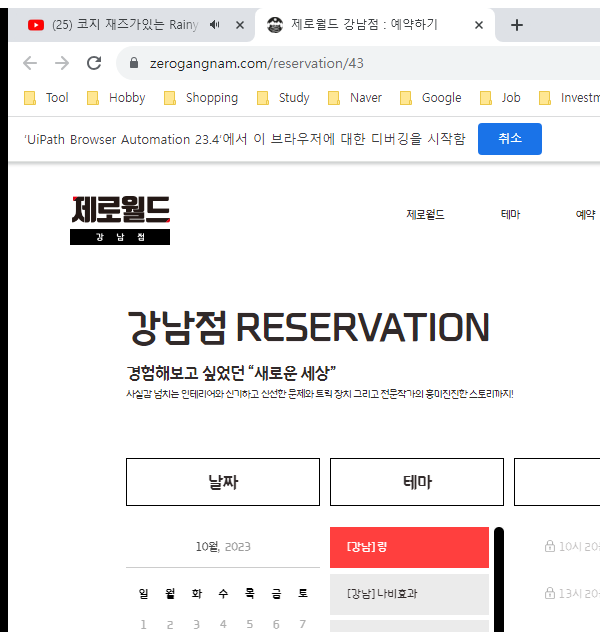 (25) 코지 재즈가있는 Rainy
제로월드 강남점 : 예약하기
zerogangnam.com/reservation/43
Tool Hobby Shopping Study Naver Google Job Investm
'UiPath Browser Automation 23.4'에서 이 브라우저에 대한 디버깅을 시작함 취소
제로월드
강남점
제로월드 테마 예약
강남점 RESERVATION
경험해보고 싶었던 “새로운 세상”
사실감 넘치는 인테리어와 신기하고 신선한 문제와 트릭 장치 그리고 전문작가의 흥미진진한 스토리까지!
날짜 테마
10월, 2023
[강남] 링
10시 20
일 월 화 수 목 금 토
[강남] 나비효과
13시 20
1 2 3 4 5 6 7